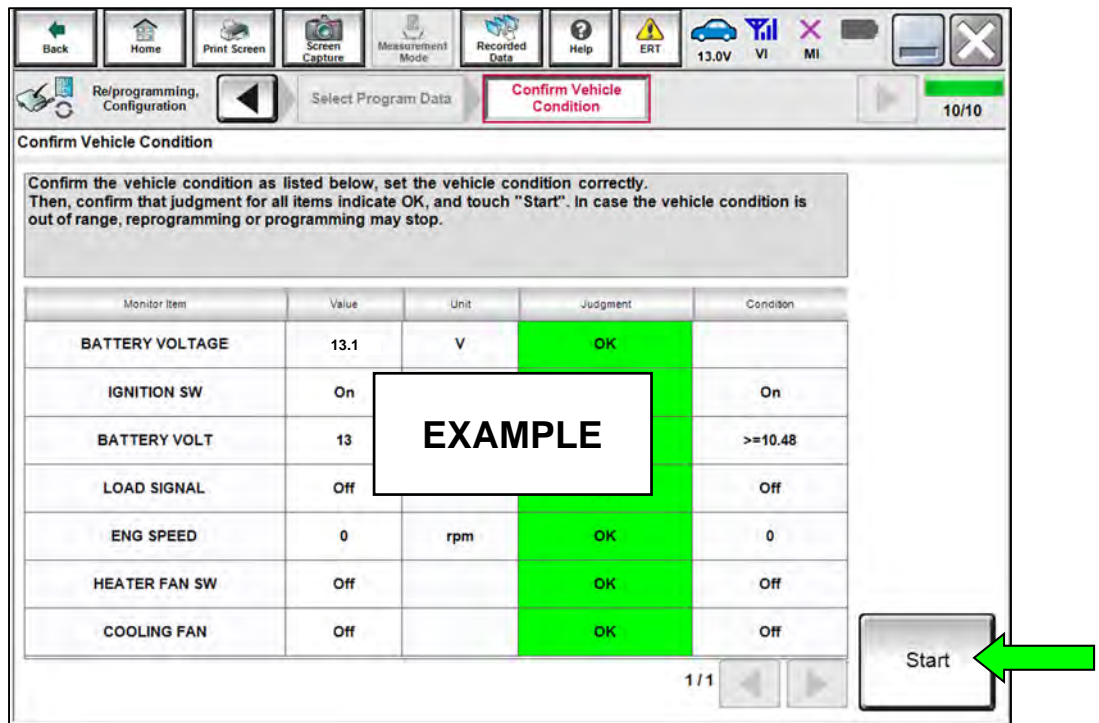 Back
Home
Print Screen
Screen Capture
Measurement Mode
Recorded Data
Help
ERT
13.0V
VI
MI
Re/programming, Configuration
Select Program Data
Confirm Vehicle Condition
10/10
Confirm Vehicle Condition
Confirm the vehicle condition as listed below, set the vehicle condition correctly.
Then, confirm that judgment for all items indicate OK, and touch "Start". In case the vehicle condition is
out of range, reprogramming or programming may stop.
Monitor Item Value Unit Judgment Condition
BATTERY VOLTAGE 13.1 V OK
IGNITION SW On On
BATTERY VOLT 13 >=10.48
EXAMPLE
LOAD SIGNAL Off Off
ENG SPEED 0 rpm OK 0
HEATER FAN SW Off OK Off
COOLING FAN Off OK Off
1/1
Start